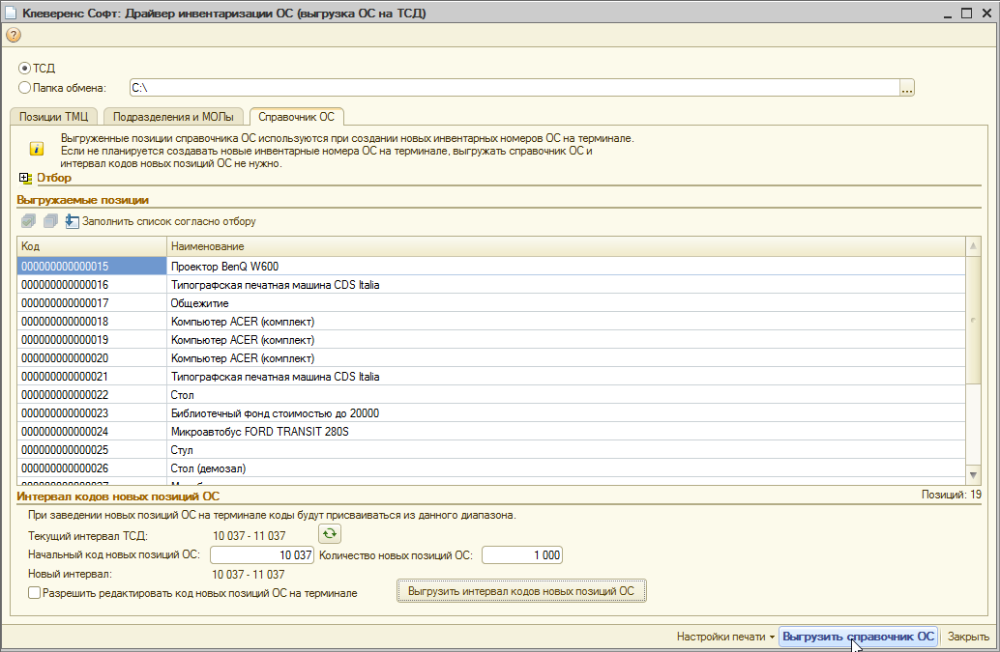 Клеверенс Софт: Драйвер инвентаризации ОС (выгрузка ОС на ТСД)
?
ТСД
Папка обмена: C:\ ...
Позиции ТМЦ Подразделения и МОЛы Справочник ОС
Выгруженные позиции справочника ОС используются при создании новых инвентарных номеров ОС на терминале.
Если не планируется создавать новые инвентарные номера ОС на терминале, выгружать справочник ОС и
интервал кодов новых позиций ОС не нужно.
Отбор
Выгружаемые позиции
Заполнить список согласно отбору
Код Наименование
000000000000015 Проектор BenQ W600
000000000000016 Типографская печатная машина CDS Italia
000000000000017 Общежитие
000000000000018 Компьютер ACER (комплект)
000000000000019 Компьютер ACER (комплект)
000000000000020 Компьютер ACER (комплект)
000000000000021 Типографская печатная машина CDS Italia
000000000000022 Стол
000000000000023 Библиотечный фонд стоимостью до 20000
000000000000024 Микроавтобус FORD TRANSIT 280S
000000000000025 Стул
000000000000026 Стол (демозал)
Интервал кодов новых позиций ОС Позиций: 19
При заведении новых позиций ОС на терминале коды будут присваиваться из данного диапазона.
Текущий интервал ТСД: 10 037 - 11 037
Начальный код новых позиций ОС: 10 037 Количество новых позиций ОС: 1 000
Новый интервал: 10 037 - 11 037
Разрешить редактировать код новых позиций ОС на терминале Выгрузить интервал кодов новых позиций ОС
Настройки печати Выгрузить справочник ОС Закрыть